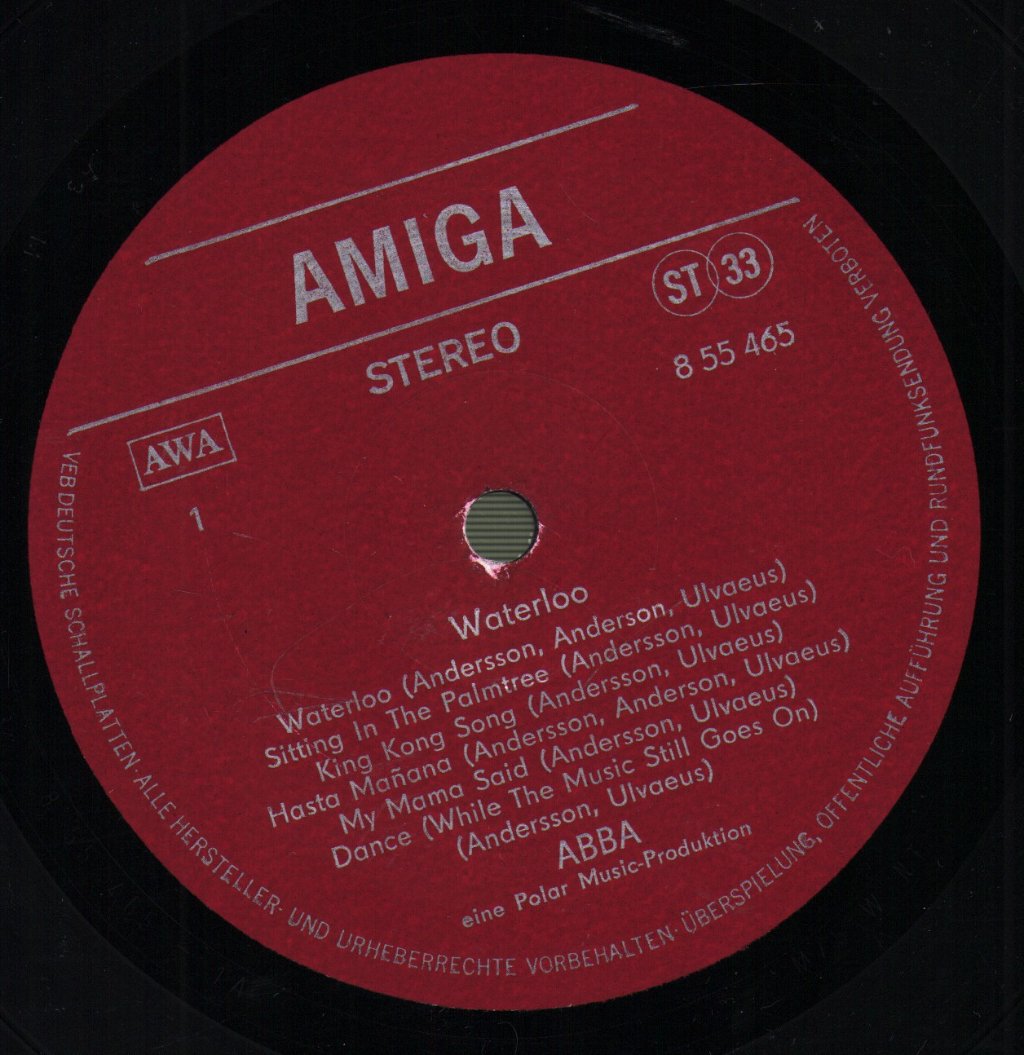 AMIGA
STEREO
ST 33
8 55 465
AWA
1
Waterloo
Waterloo (Andersson, Anderson, Ulvaeus)
Sitting In The Palmtree (Andersson, Ulvaeus)
King Kong Song (Andersson, Ulvaeus)
Hasta Mañana (Andersson, Anderson, Ulvaeus)
My Mama Said (Andersson, Ulvaeus)
Dance (While The Music Still Goes On)
(Andersson, Ulvaeus)
ABBA
eine Polar Music-Produktion
VEB DEUTSCHE SCHALLPLATTEN · ALLE HERSTELLER- UND URHEBERRECHTE VORBEHALTEN · ÜBERSPIELUNG, ÖFFENTLICHE AUFFÜHRUNG UND RUNDFUNKSENDUNG VERBOTEN